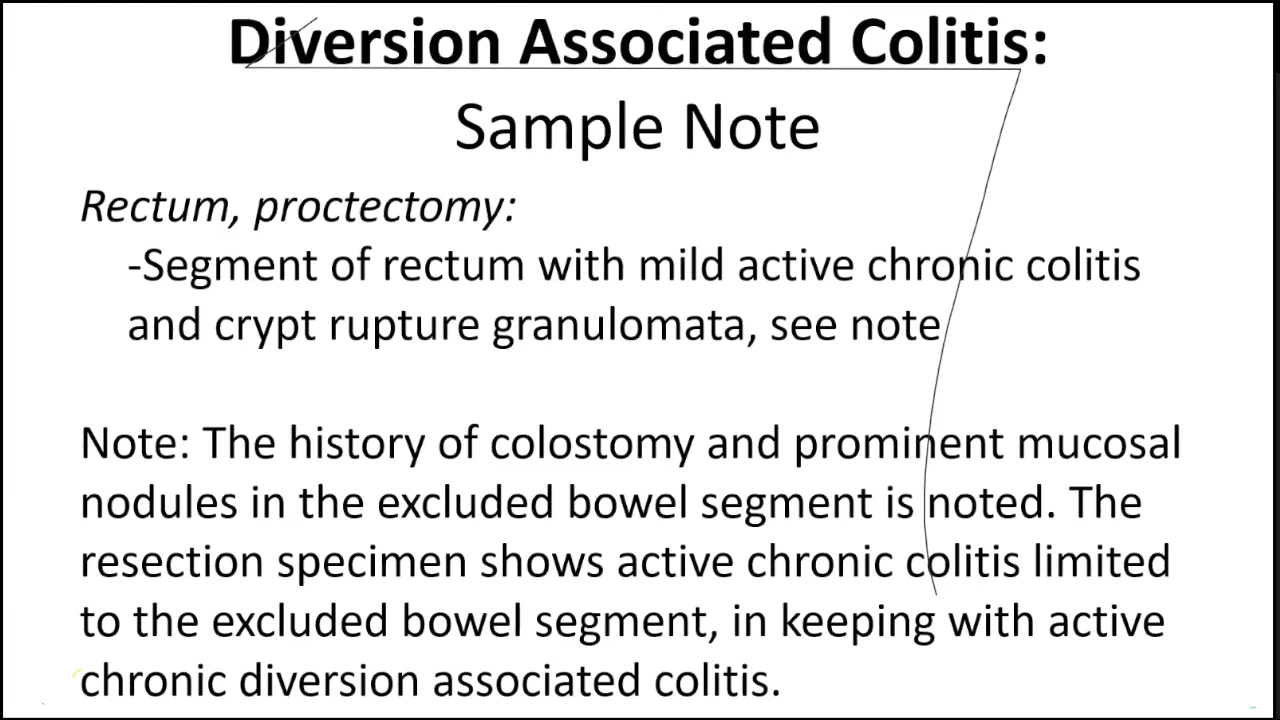 Diversion Associated Colitis:
Sample Note
Rectum, proctectomy:
-Segment of rectum with mild active chronic colitis
and crypt rupture granulomata, see note
Note: The history of colostomy and prominent mucosal
nodules in the excluded bowel segment is noted. The
resection specimen shows active chronic colitis limited
to the excluded bowel segment, in keeping with active
chronic diversion associated colitis.